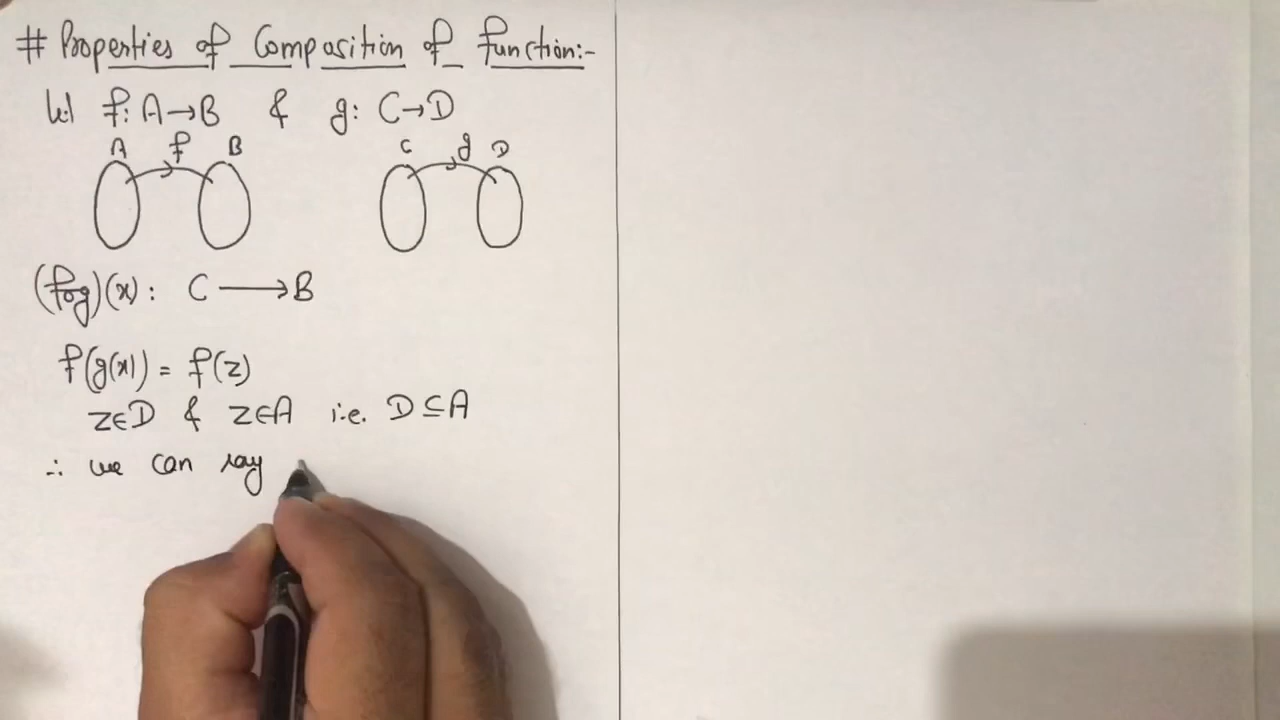 # Properties of Composition of function:-
let f: A→B & g: C→D
A f B C g D
(fog)(x): C ⟶ B
f(g(x)) = f(z)
z∈D & z∈A i.e. D⊆A
∴ we can say